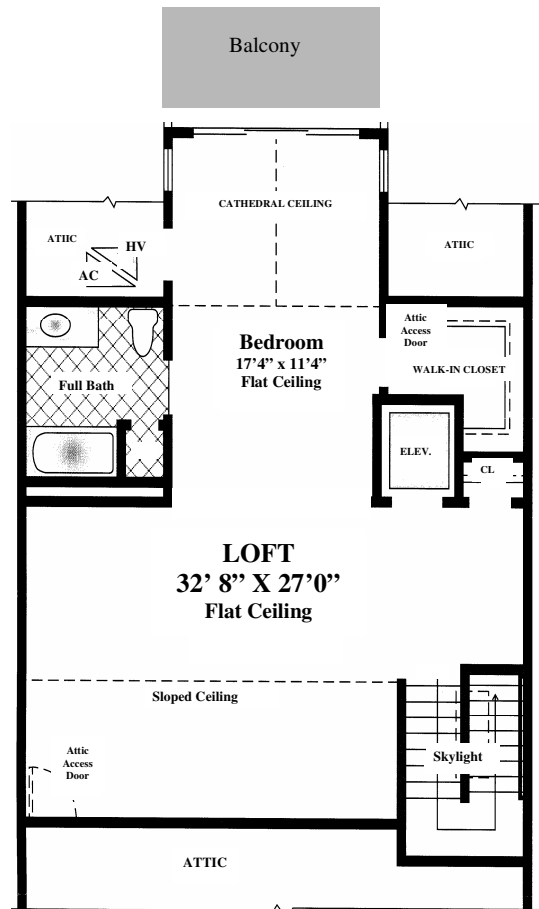 Balcony
CATHEDRAL CEILING
ATIIC
HV
AC
ATIIC
Bedroom
17'4” x 11'4”
Flat Ceiling
Attic
Access
Door
WALK-IN CLOSET
Full Bath
ELEV.
CL
LOFT
32’ 8” X 27’0”
Flat Ceiling
Sloped Ceiling
Attic
Access
Door
Skylight
ATTIC